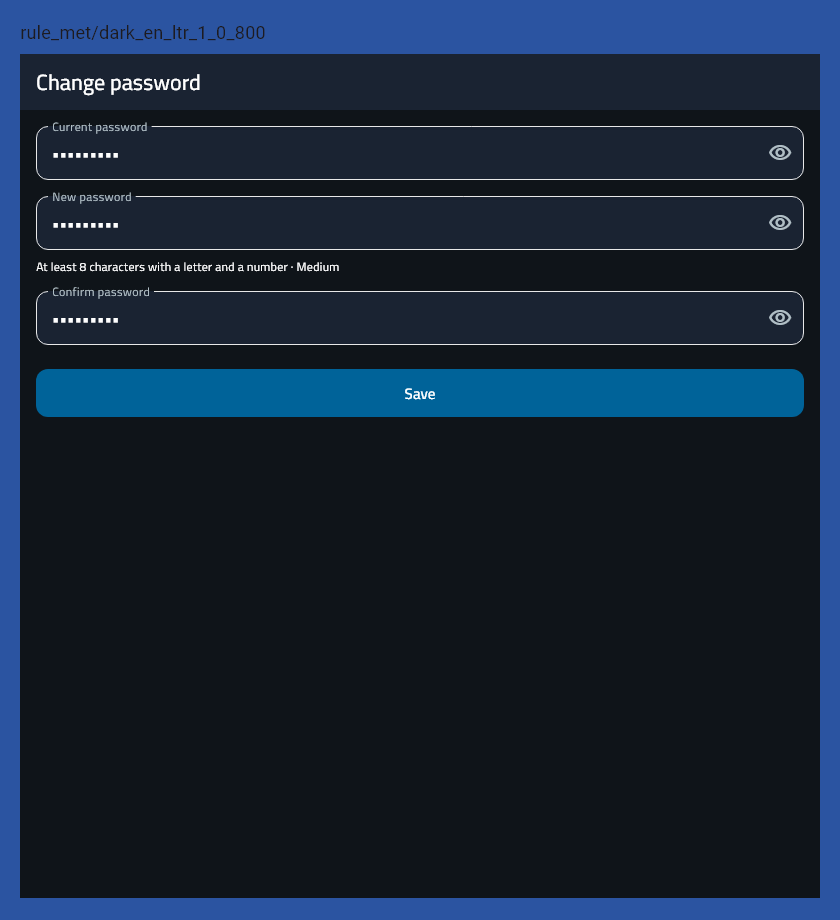 rule_met/dark_en_ltr_1_0_800
Change password
Current password
•••••••••
New password
•••••••••
At least 8 characters with a letter and a number · Medium
Confirm password
•••••••••
Save